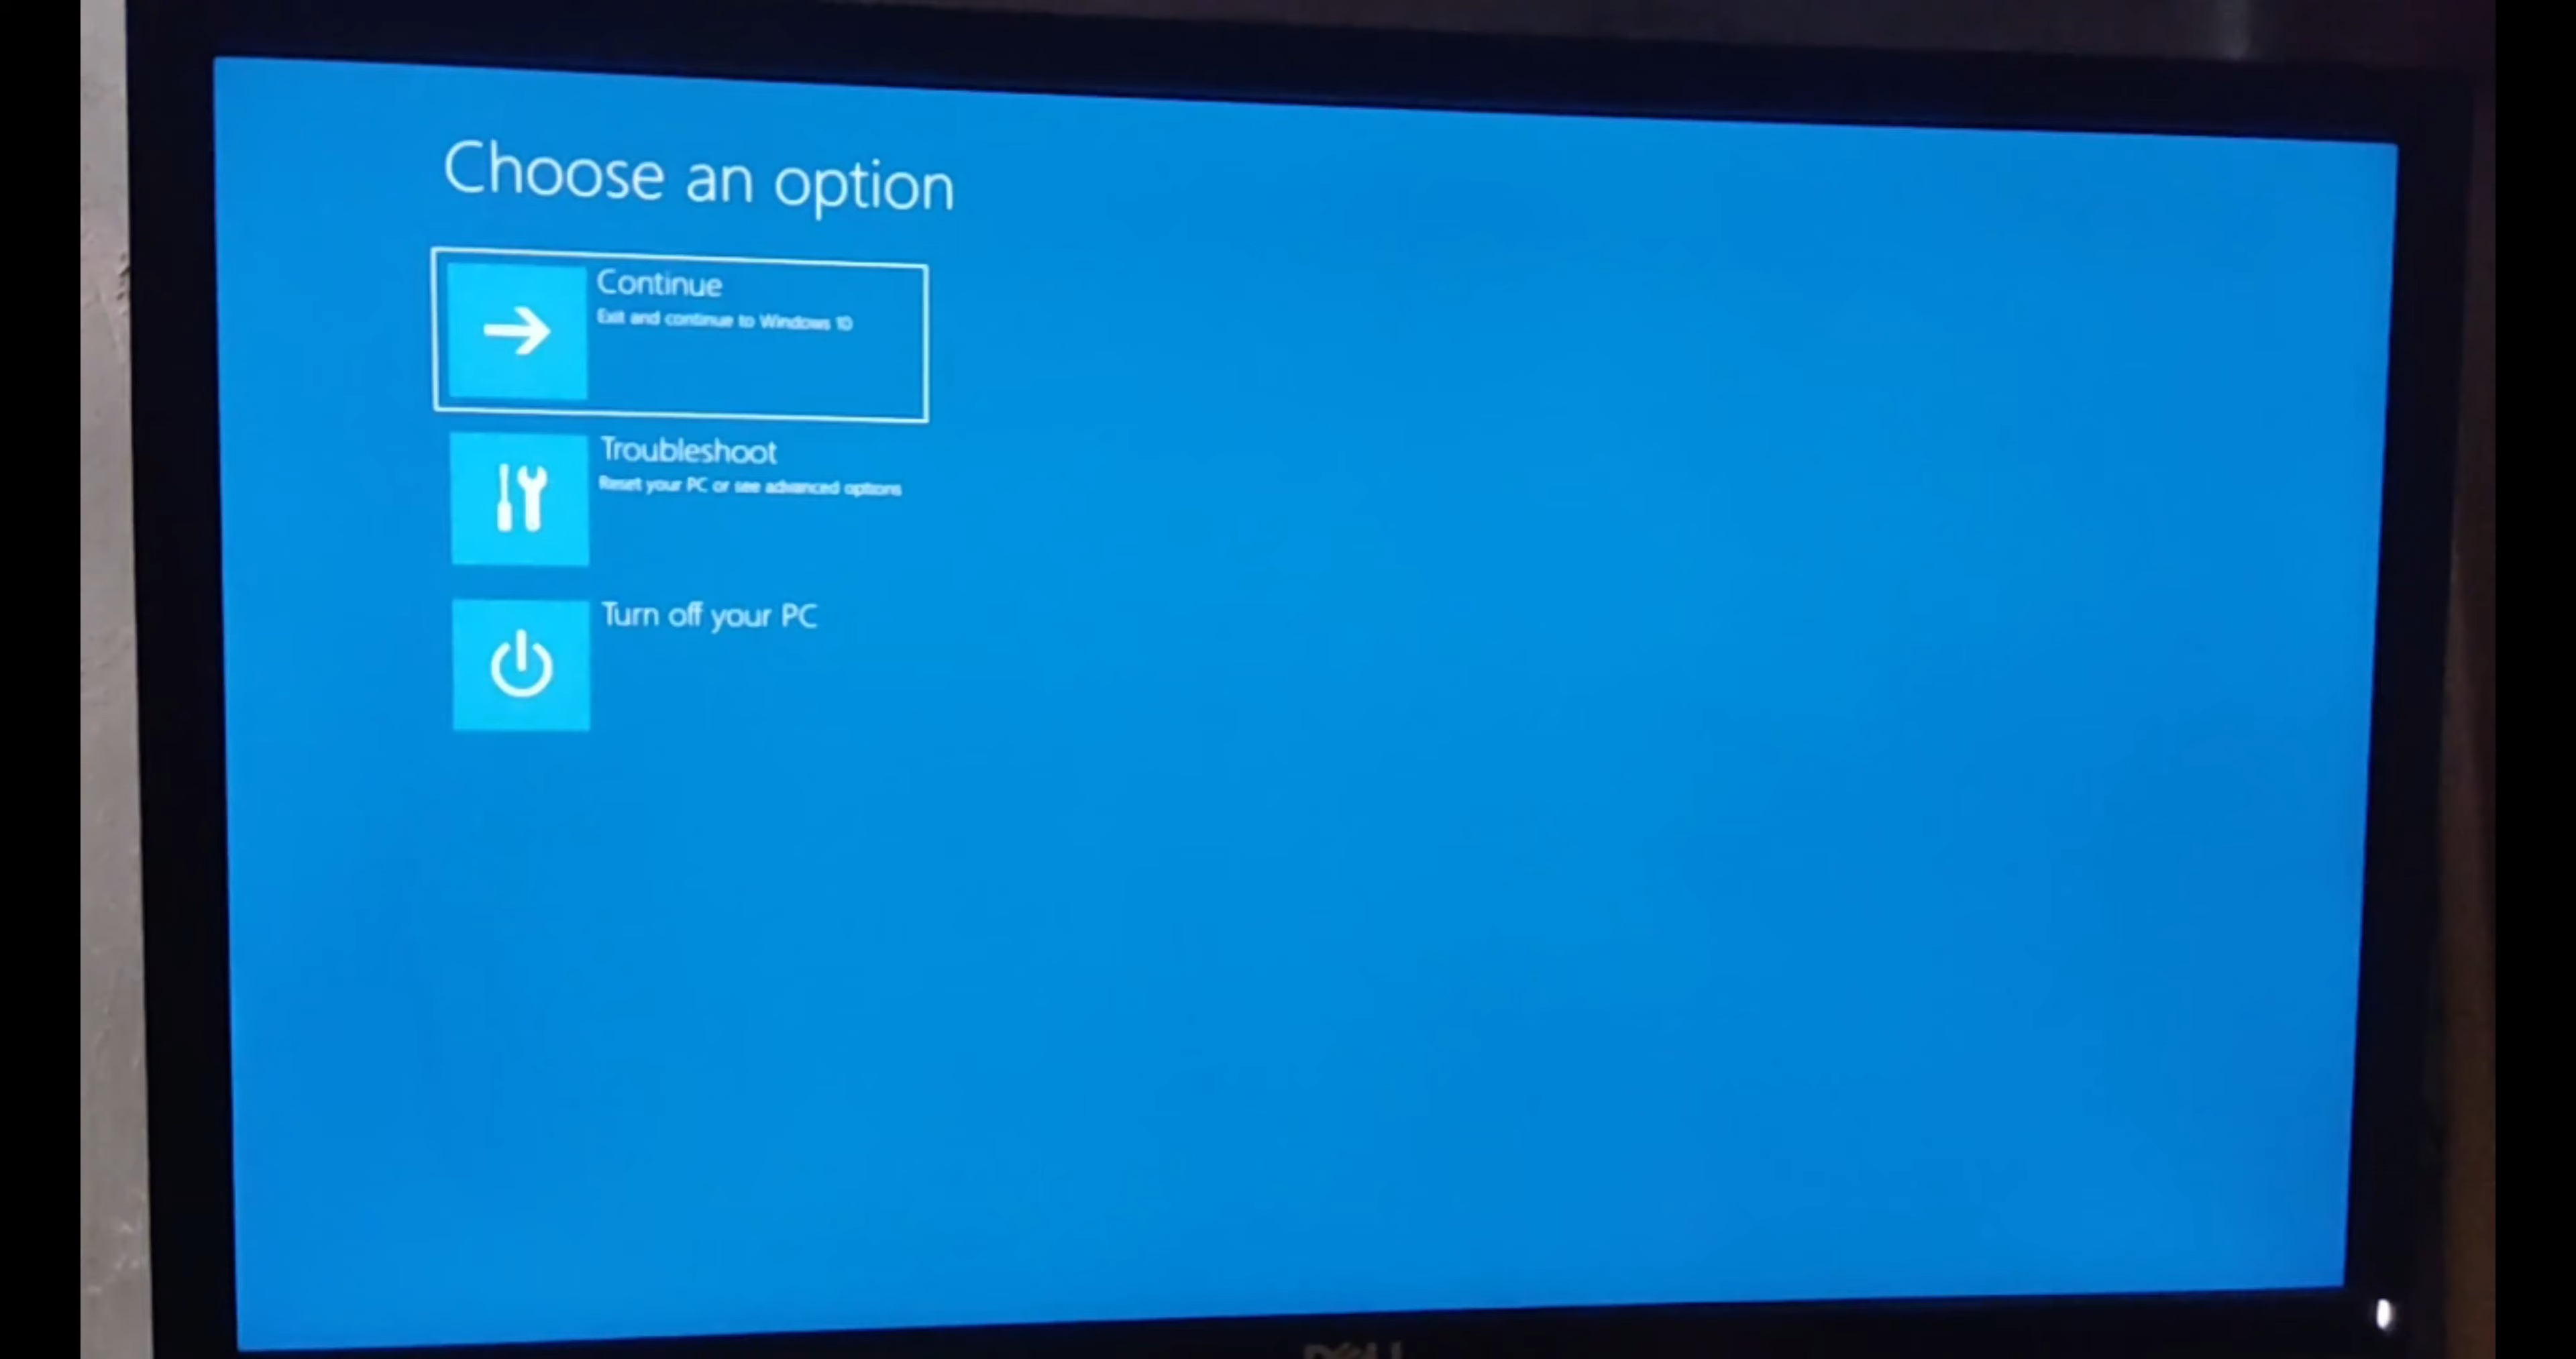 Choose an option
Continue
Exit and continue to Windows 10
Troubleshoot
Reset your PC or see advanced options
Turn off your PC
DELL